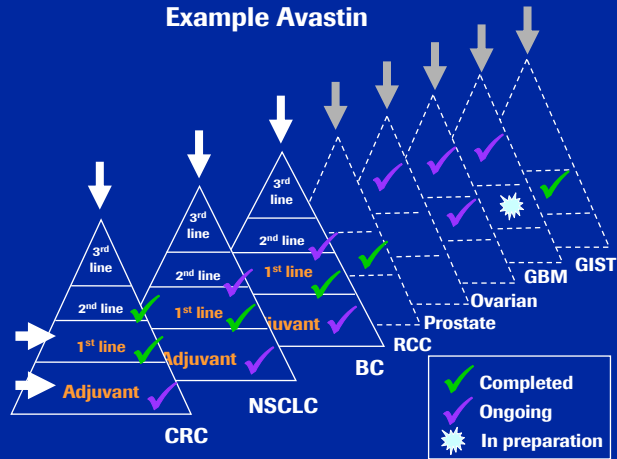 Example Avastin
3rd
line
2nd line
1st line
Adjuvant
CRC
3rd
line
2nd line
1st line
Adjuvant
NSCLC
3rd
line
2nd line
1st line
juvant
BC
RCC
Prostate
Ovarian
GBM
GIST
Completed
Ongoing
In preparation